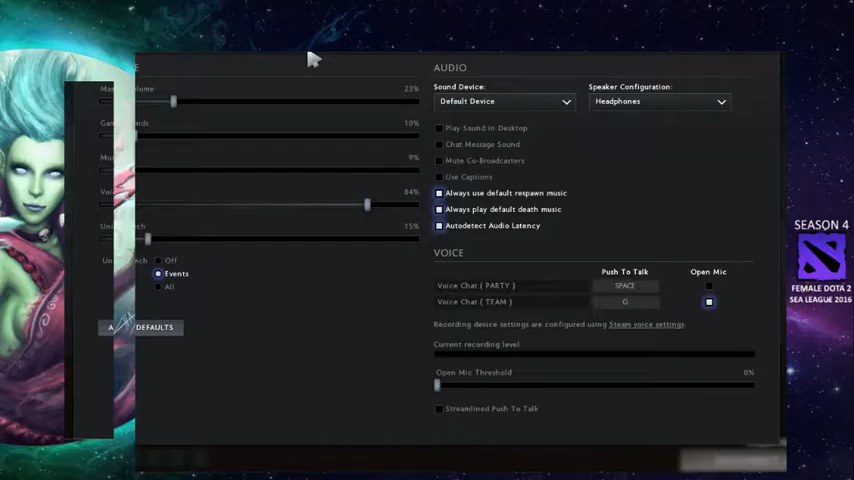 AUDIO
Sound Device:
Speaker Configuration:
Default Device
Headphones
23%
10%
9%
84%
15%
Play Sound in Desktop
Chat Message Sound
Mute Co-Broadcasters
Use Captions
Always use default respawn music
Always play default death music
Autodetect Audio Latency
Off
Events
All
DEFAULTS
VOICE
Push To Talk
Open Mic
Voice Chat ( PARTY )
SPACE
Voice Chat ( TEAM )
G
Recording device settings are configured using Steam voice settings.
Current recording level
Open Mic Threshold
0%
Streamlined Push To Talk
SEASON 4
FEMALE DOTA 2
SEA LEAGUE 2016